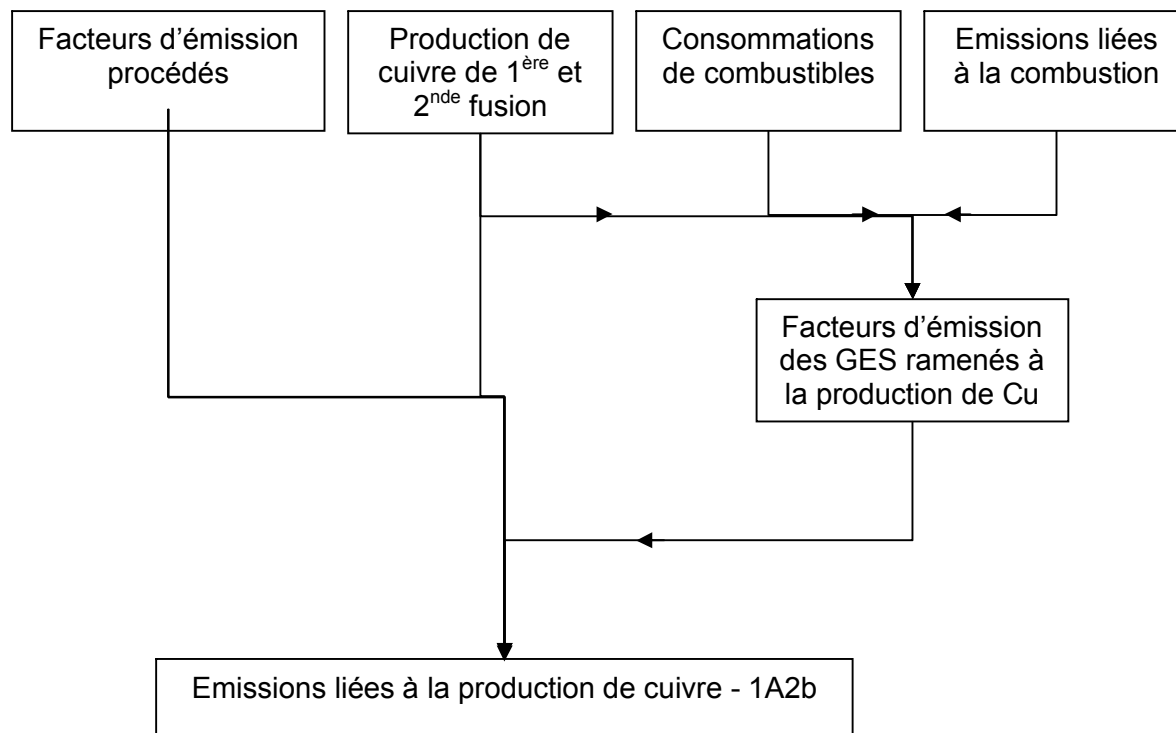 Facteurs d’émission
procédés
Production de
cuivre de 1ère et
2nde fusion
Consommations
de combustibles
Emissions liées
à la combustion
Facteurs d’émission
des GES ramenés à
la production de Cu
Emissions liées à la production de cuivre - 1A2b